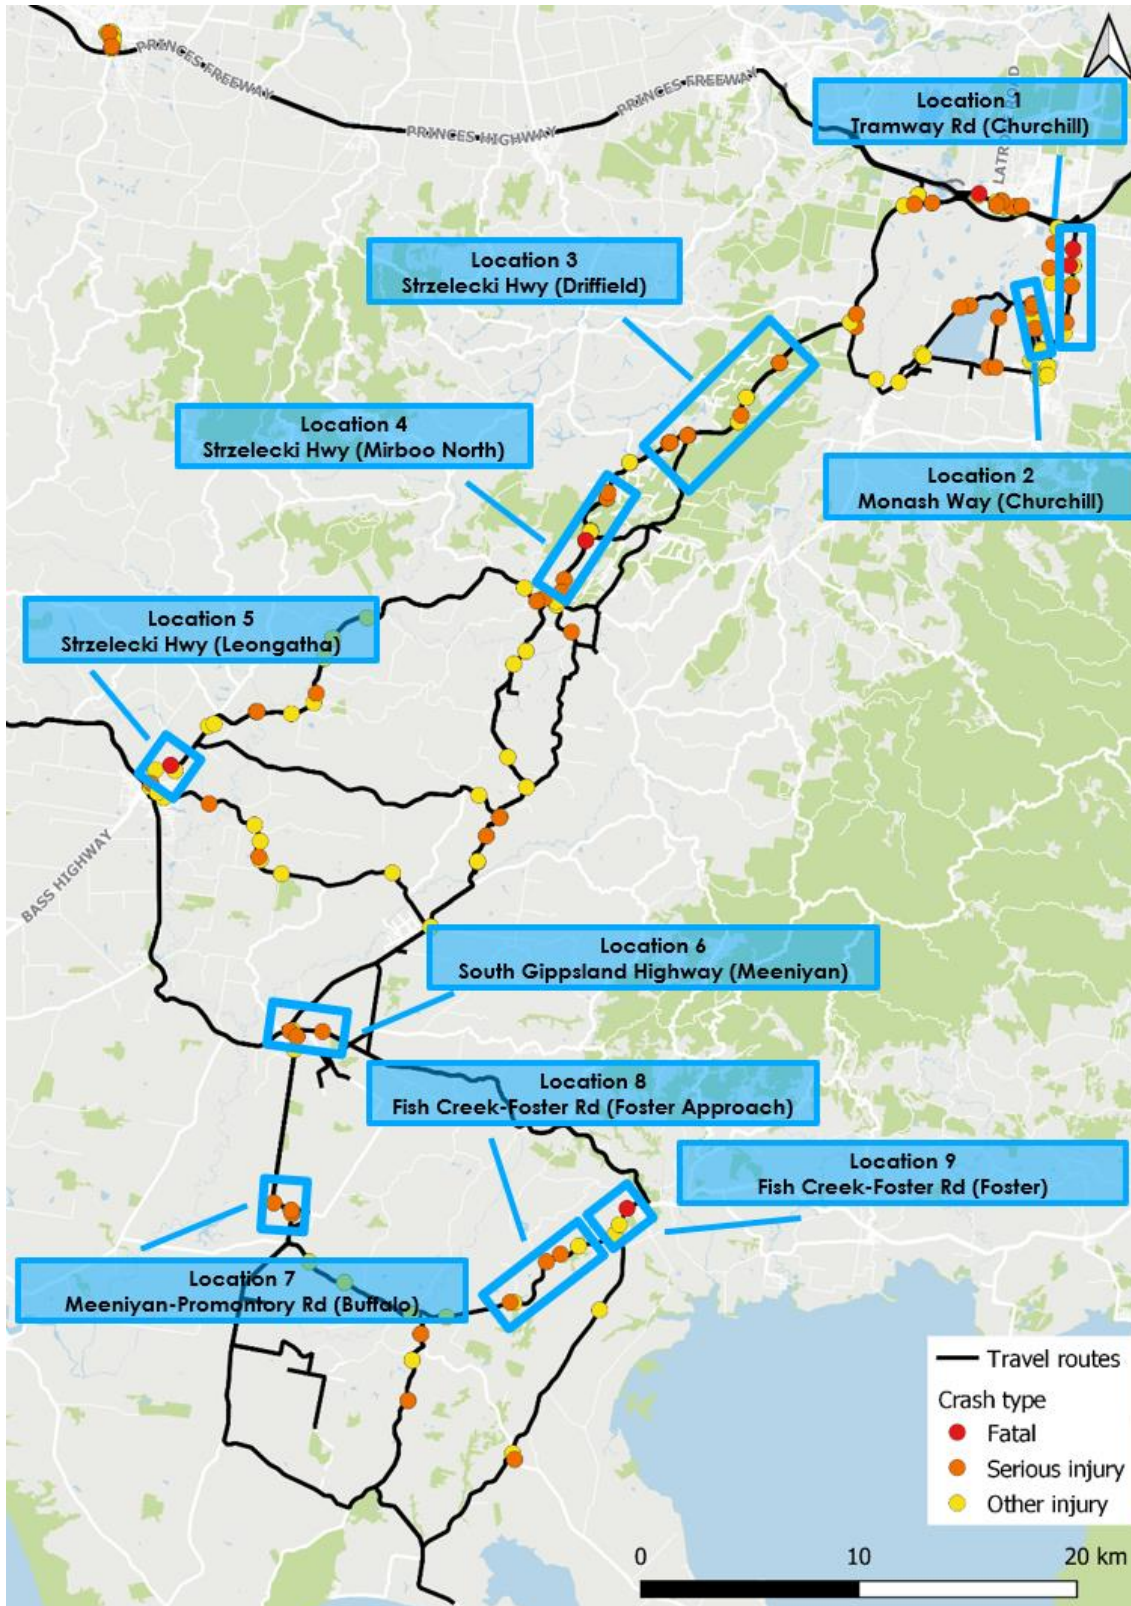 PRINCES FREEWAY
PRINCES HIGHWAY
PRINCES FREEWAY
Location 1
Tramway Rd (Churchill)
Location 3
Strzelecki Hwy (Driffield)
Location 4
Strzelecki Hwy (Mirboo North)
Location 2
Monash Way (Churchill)
Location 5
Strzelecki Hwy (Leongatha)
BASS HIGHWAY
Location 6
South Gippsland Highway (Meeniyan)
Location 8
Fish Creek-Foster Rd (Foster Approach)
Location 9
Fish Creek-Foster Rd (Foster)
Location 7
Meeniyan-Promontory Rd (Buffalo)
Travel routes
Crash type
Fatal
Serious injury
Other injury
0 10 20 km